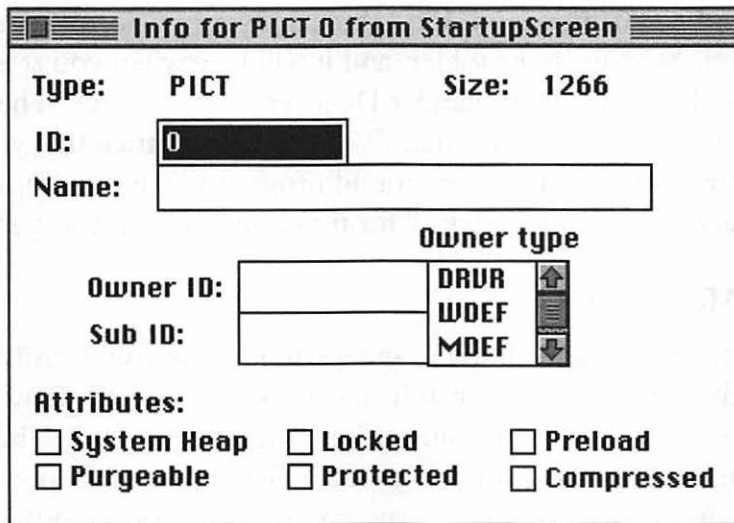 Info for PICT 0 from StartupScreen
Type: PICT Size: 1266
ID: 0
Name:
Owner type
Owner ID:
DRVR
WDEF
Sub ID:
MDEF
Attributes:
System Heap Locked Preload
Purgeable Protected Compressed